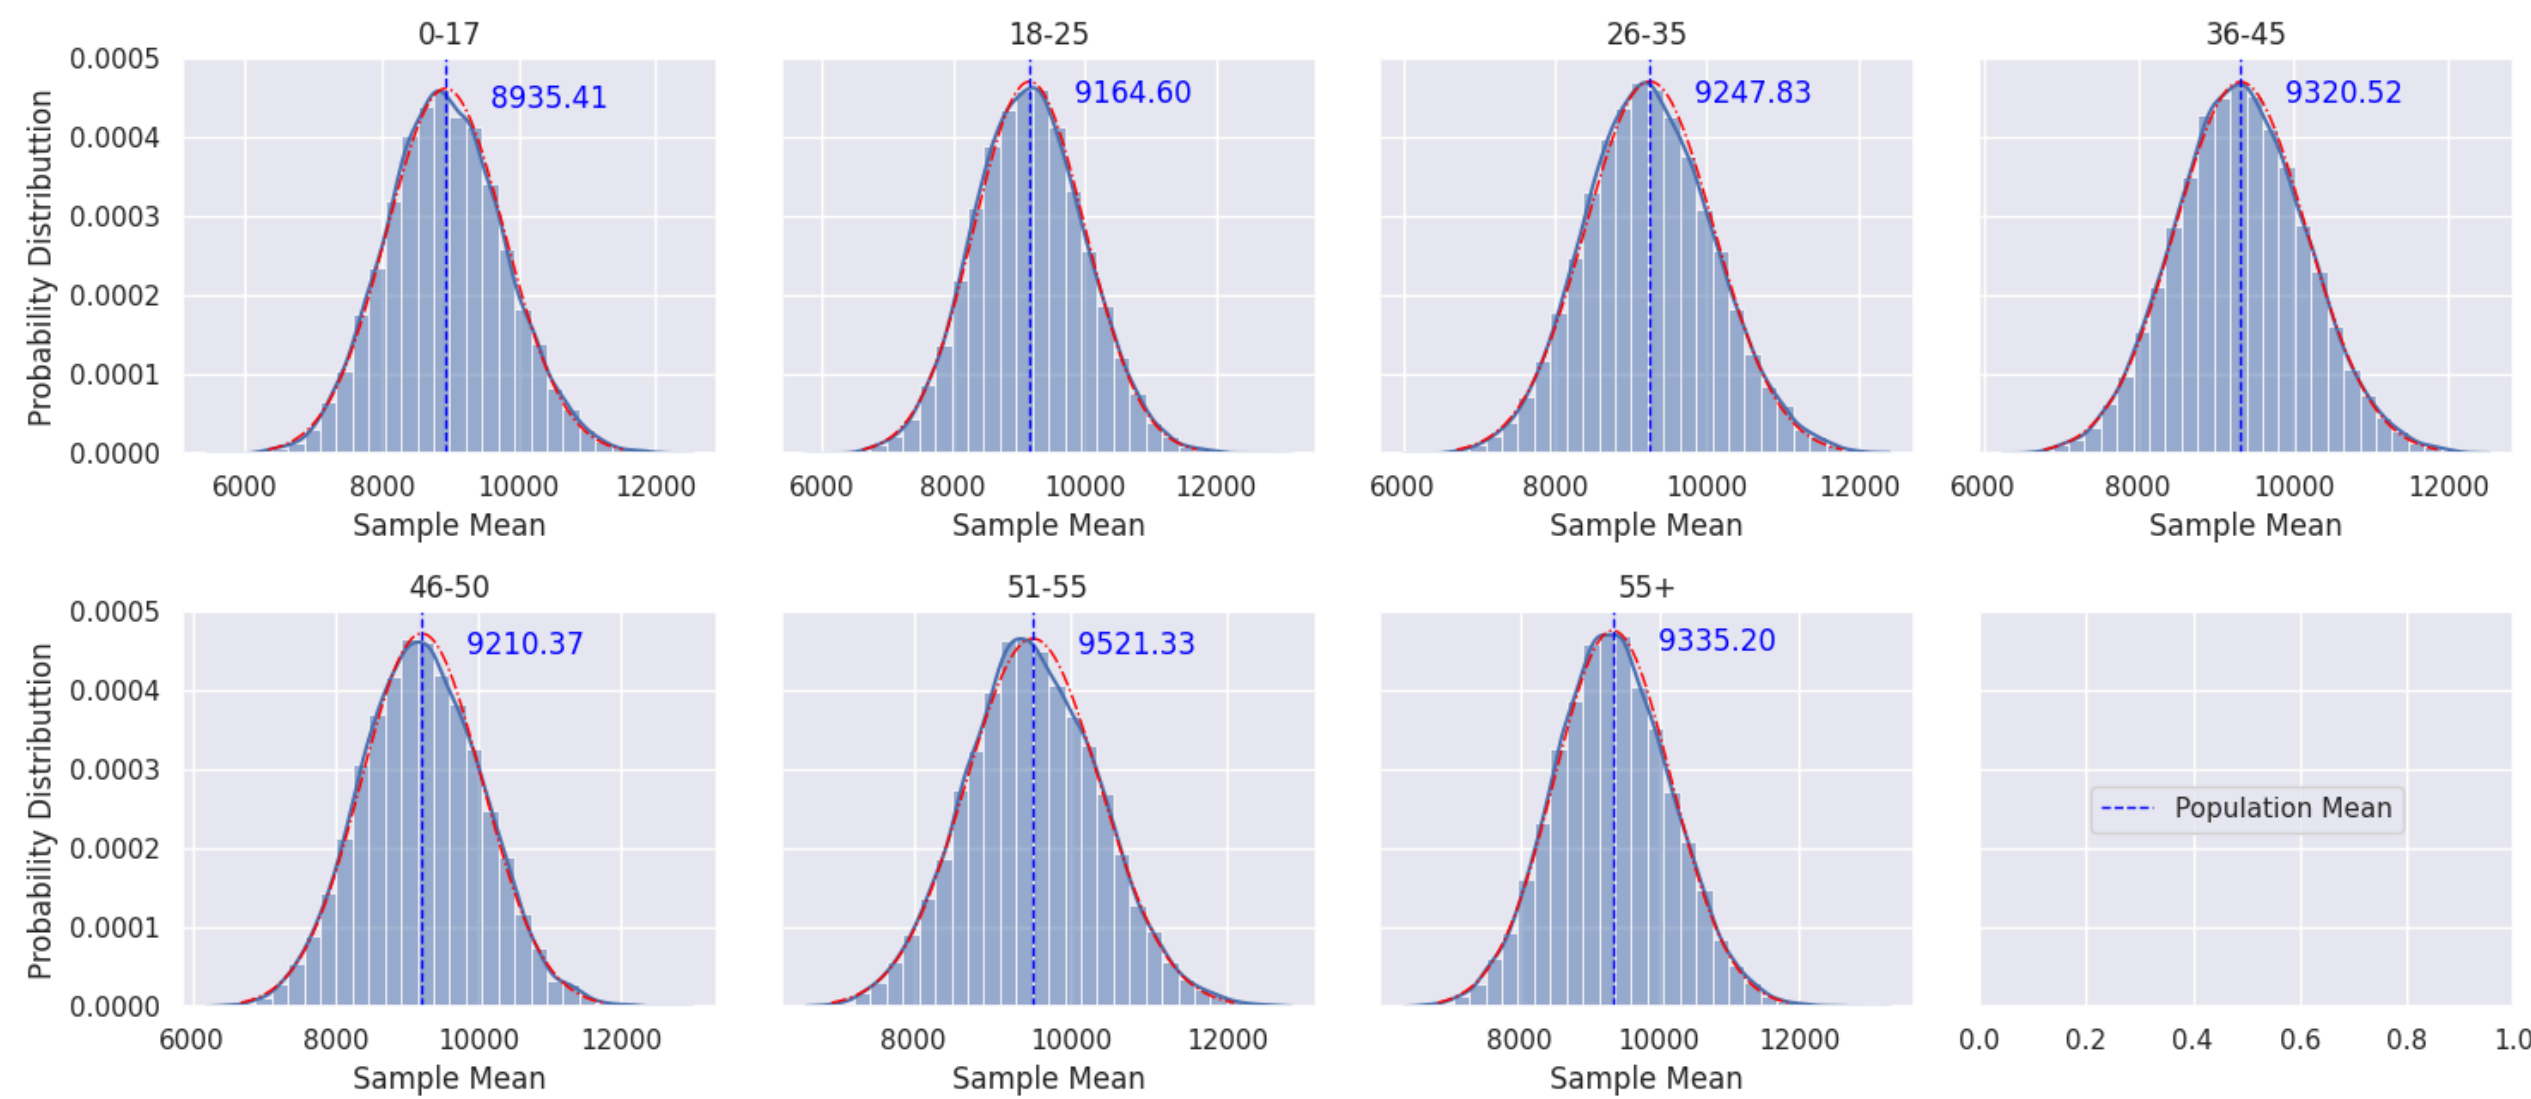 0-17
18-25
26-35
36-45
0.0005
0.0004
0.0003
0.0002
0.0001
0.0000
Probability Distribution
8935.41
9164.60
9247.83
9320.52
6000 8000 10000 12000
6000 8000 10000 12000
6000 8000 10000 12000
6000 8000 10000 12000
Sample Mean
Sample Mean
Sample Mean
Sample Mean
46-50
51-55
55+
0.0005
0.0004
0.0003
0.0002
0.0001
0.0000
Probability Distribution
9210.37
9521.33
9335.20
Population Mean
6000 8000 10000 12000
8000 10000 12000
8000 10000 12000
0.0 0.2 0.4 0.6 0.8 1.0
Sample Mean
Sample Mean
Sample Mean